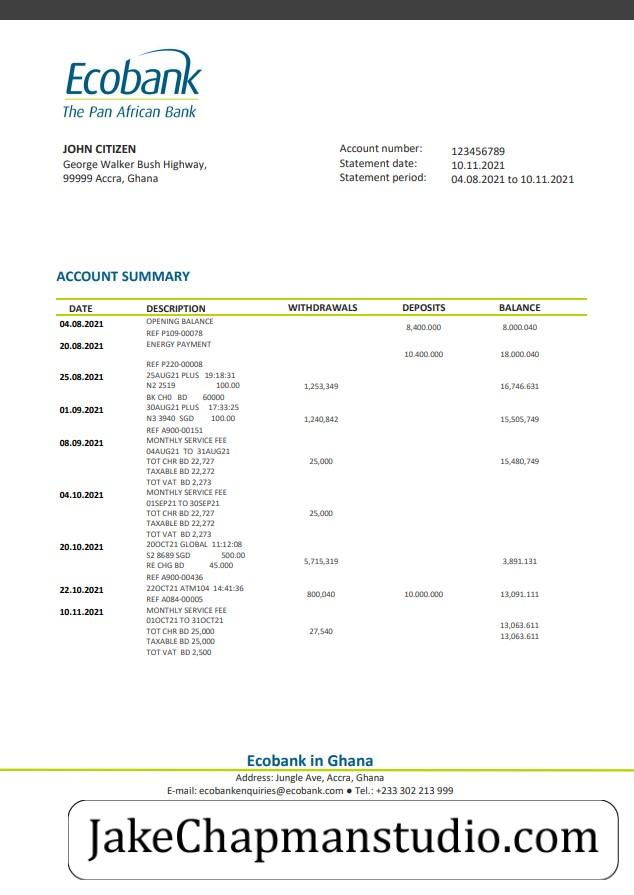 Ecobank
The Pan African Bank
JOHN CITIZEN
George Walker Bush Highway,
99999 Accra, Ghana
Account number: 123456789
Statement date: 10.11.2021
Statement period: 04.08.2021 to 10.11.2021
ACCOUNT SUMMARY
DATE DESCRIPTION WITHDRAWALS DEPOSITS BALANCE
04.08.2021 OPENING BALANCE 8,400.000 8.000.040
REF P109-00078
20.08.2021 ENERGY PAYMENT
10.400.000 18.000.040
REF P220-00008
25.08.2021 25AUG21 PLUS 19:18:31
N2 2519 100.00 1,253,349 16,746.631
BK CH0 BD 60000
01.09.2021 30AUG21 PLUS 17:33:25
N3 3940 SGD 100.00 1,240,842 15,505,749
REF A900-00151
08.09.2021 MONTHLY SERVICE FEE
04AUG21 TO 31AUG21
TOT CHR BD 22,727 25,000 15,480,749
TAXABLE BD 22,272
TOT VAT BD 2,273
04.10.2021 MONTHLY SERVICE FEE
01SEP21 TO 30SEP21
TOT CHR BD 22,727 25,000
TAXABLE BD 22,272
TOT VAT BD 2,273
20.10.2021 20OCT21 GLOBAL 11:12:08
S2 8689 SGD 500.00 5,715,319 3,891.131
RE CHG BD 45.000
REF A900-00436
22.10.2021 22OCT21 ATM104 14:41:36 800,040 10.000.000 13,091.111
REF A084-00005
10.11.2021 MONTHLY SERVICE FEE
01OCT21 TO 31OCT21 13,063.611
TOT CHR BD 25,000 27,540 13,063.611
TAXABLE BD 25,000
TOT VAT BD 2,500
Ecobank in Ghana
Address: Jungle Ave, Accra, Ghana
E-mail: ecobankenquiries@ecobank.com ● Tel.: +233 302 213 999
JakeChapmanstudio.com